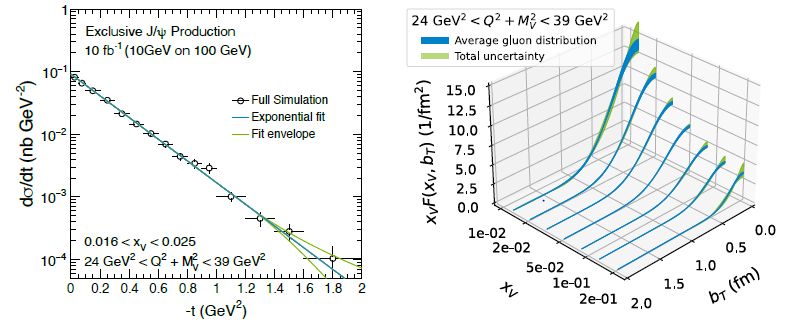 Exclusive J/ψ Production
10 fb⁻¹ (10GeV on 100 GeV)
Full Simulation
Exponential fit
Fit envelope
0.016 < xᵥ < 0.025
24 GeV² < Q² + M²ᵥ < 39 GeV²
dσ/dt (nb GeV⁻²)
1
10⁻¹
10⁻²
10⁻³
10⁻⁴
0 0.2 0.4 0.6 0.8 1 1.2 1.4 1.6 1.8 2
-t (GeV²)
24 GeV² < Q² + M²ᵥ < 39 GeV²
Average gluon distribution
Total uncertainty
x_V F(x_V, b_T) (1/fm²)
15.0
12.5
10.0
7.5
5.0
2.5
0.0
1e-02
2e-02
5e-02
1e-01
2e-01
x_V
0.0
0.5
1.0
1.5
2.0
b_T (fm)